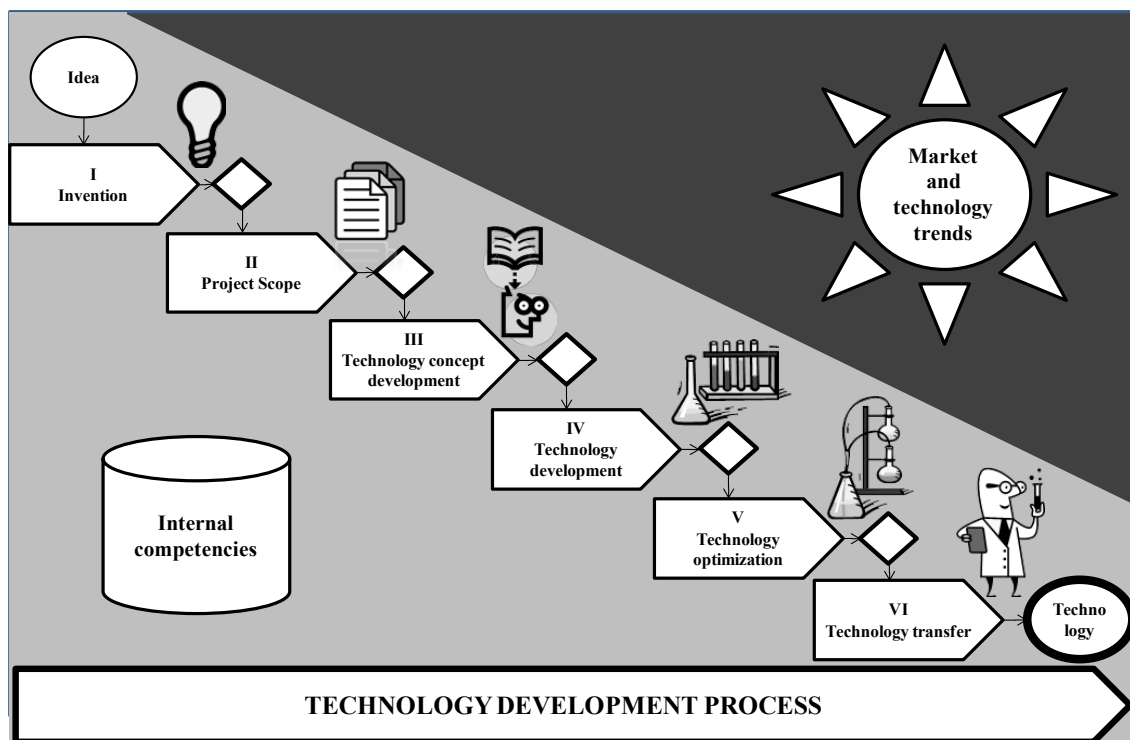 Idea
I
Invention
II
Project Scope
III
Technology concept
development
IV
Technology
development
V
Technology
optimization
VI
Technology transfer
Techno
logy
Market
and
technology
trends
Internal
competencies
TECHNOLOGY DEVELOPMENT PROCESS